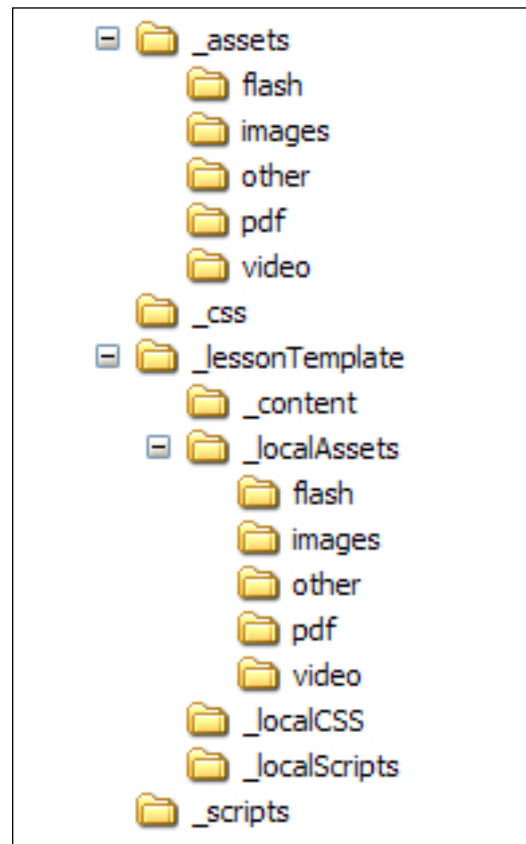 _assets
flash
images
other
pdf
video
_css
_lessonTemplate
_content
_localAssets
flash
images
other
pdf
video
_localCSS
_localScripts
_scripts